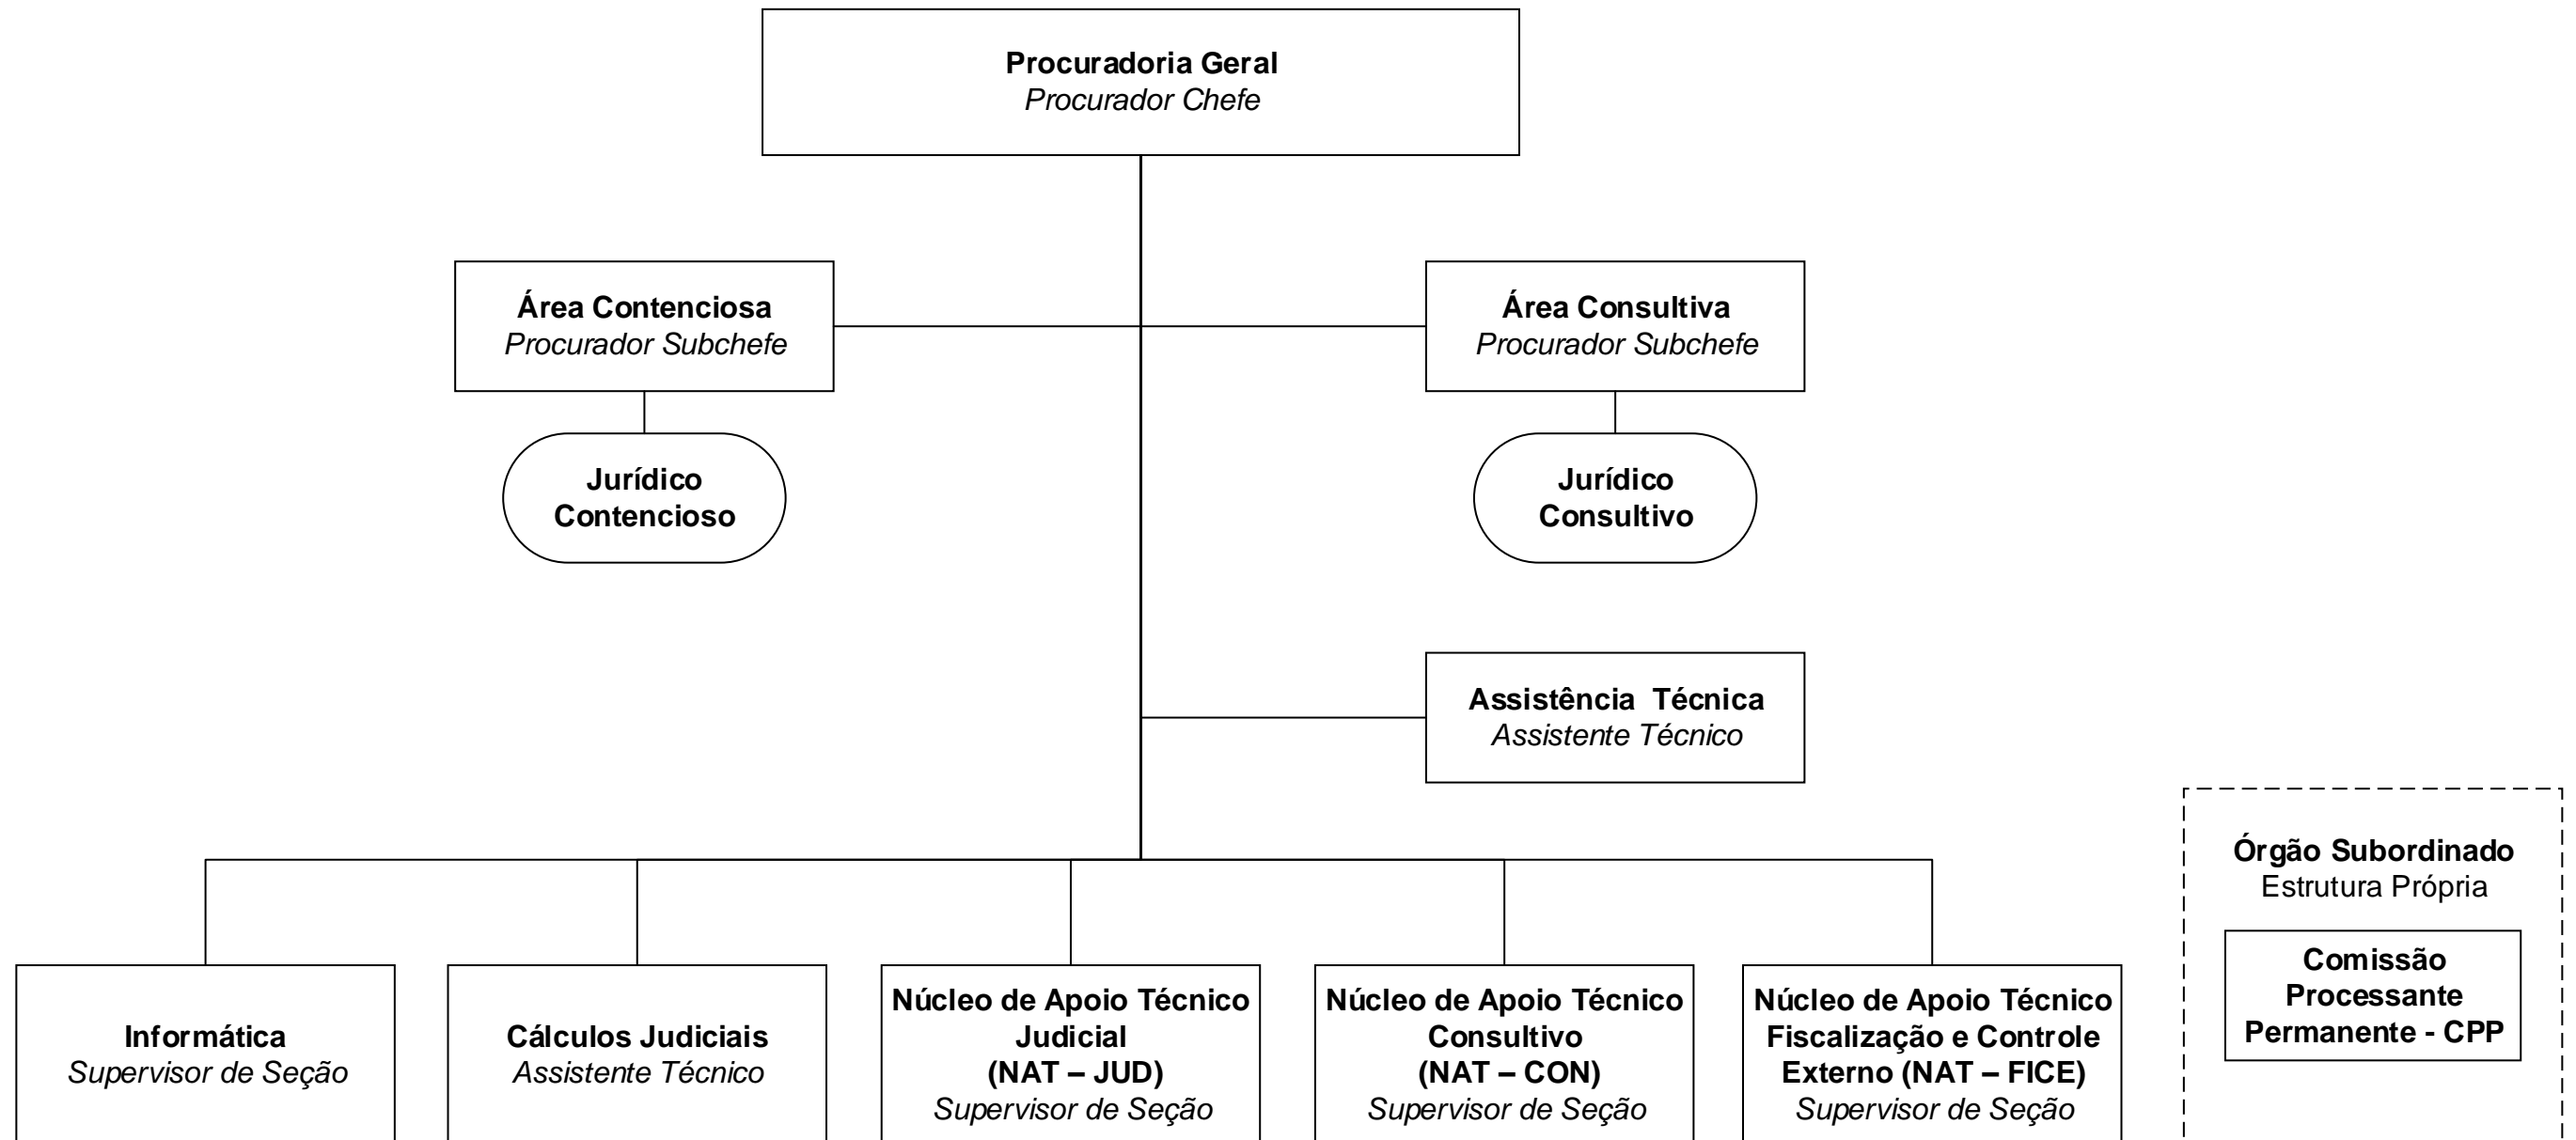 Procuradoria Geral
Procurador Chefe
Área Contenciosa
Procurador Subchefe
Área Consultiva
Procurador Subchefe
Jurídico
Contencioso
Jurídico
Consultivo
Assistência Técnica
Assistente Técnico
Informática
Supervisor de Seção
Cálculos Judiciais
Assistente Técnico
Núcleo de Apoio Técnico
Judicial
(NAT – JUD)
Supervisor de Seção
Núcleo de Apoio Técnico
Consultivo
(NAT – CON)
Supervisor de Seção
Núcleo de Apoio Técnico
Fiscalização e Controle
Externo (NAT – FICE)
Supervisor de Seção
Órgão Subordinado
Estrutura Própria
Comissão
Processante
Permanente - CPP